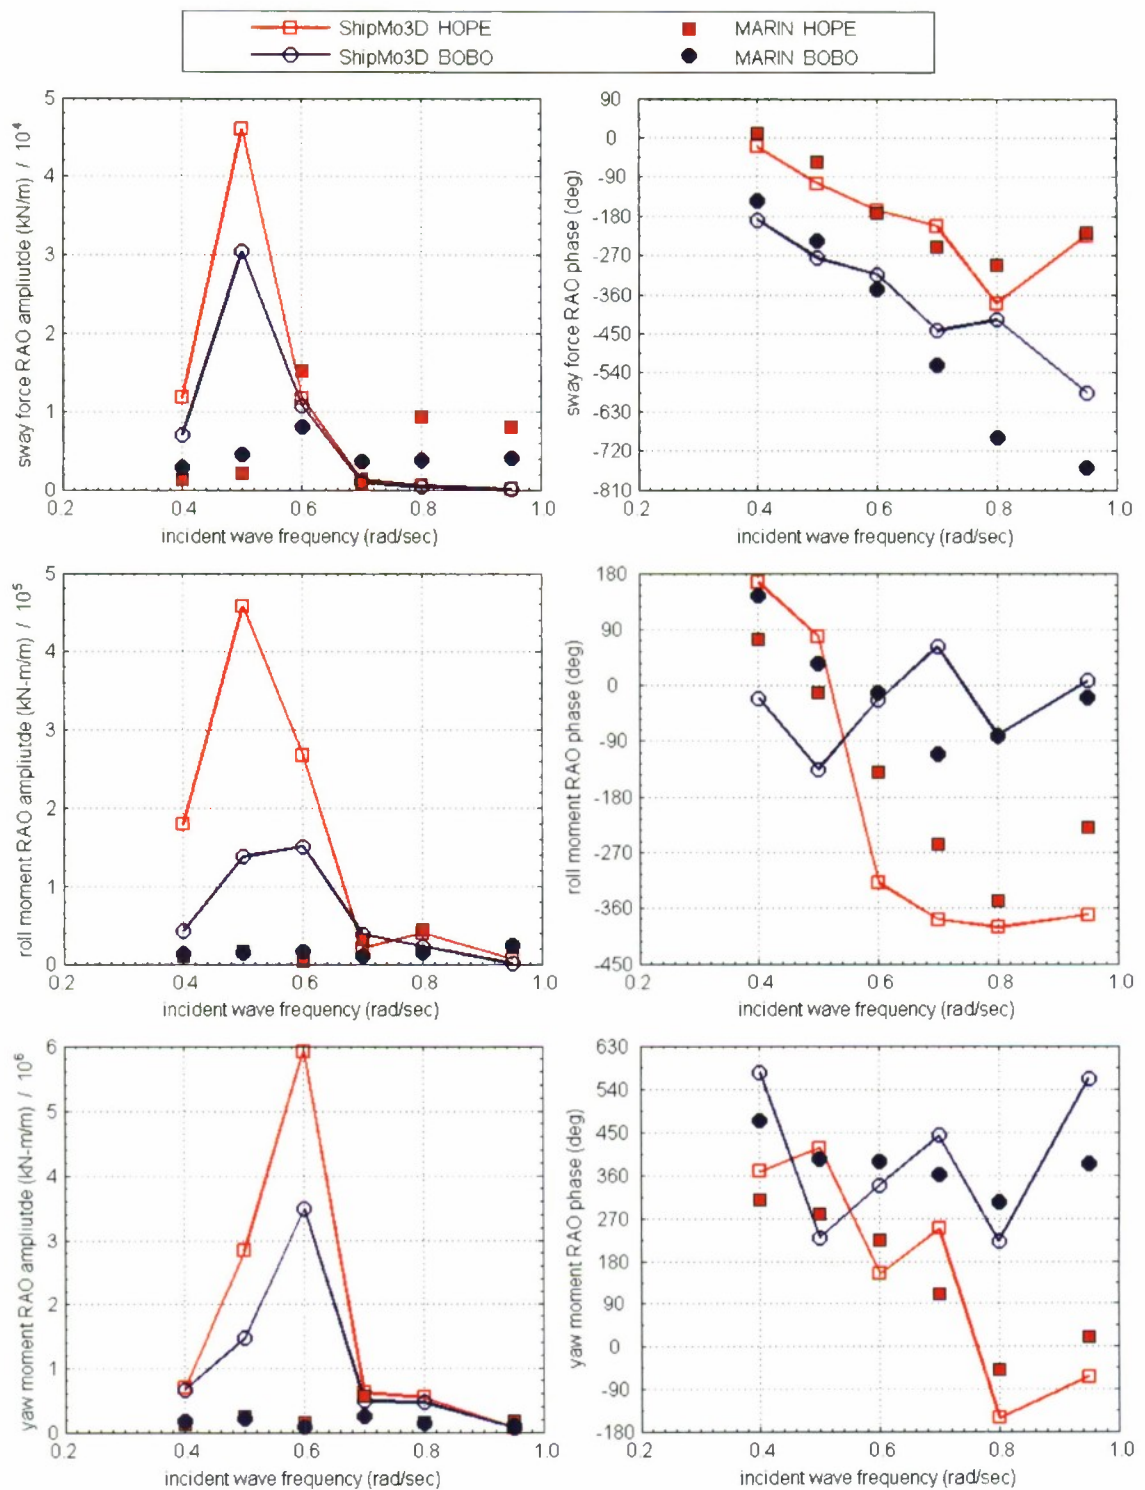 ShipMo3D HOPE MARIN HOPE
ShipMo3D BOBO MARIN BOBO
sway force RAO ampliutde (kN/m) / 10⁴
5
4
3
2
1
0
0.2 0.4 0.6 0.8 1.0
incident wave frequency (rad/sec)
sway force RAO phase (deg)
90
0
-90
-180
-270
-360
-450
-540
-630
-720
-810
0.2 0.4 0.6 0.8 1.0
incident wave frequency (rad/sec)
roll moment RAO ampliutde (kN-m/m) / 10⁵
5
4
3
2
1
0
0.2 0.4 0.6 0.8 1.0
incident wave frequency (rad/sec)
roll moment RAO phase (deg)
180
90
0
-90
-180
-270
-360
-450
0.2 0.4 0.6 0.8 1.0
incident wave frequency (rad/sec)
yaw moment RAO ampliutde (kN-m/m) / 10⁶
6
5
4
3
2
1
0
0.2 0.4 0.6 0.8 1.0
incident wave frequency (rad/sec)
yaw moment RAO phase (deg)
630
540
450
360
270
180
90
0
-90
-180
0.2 0.4 0.6 0.8 1.0
incident wave frequency (rad/sec)